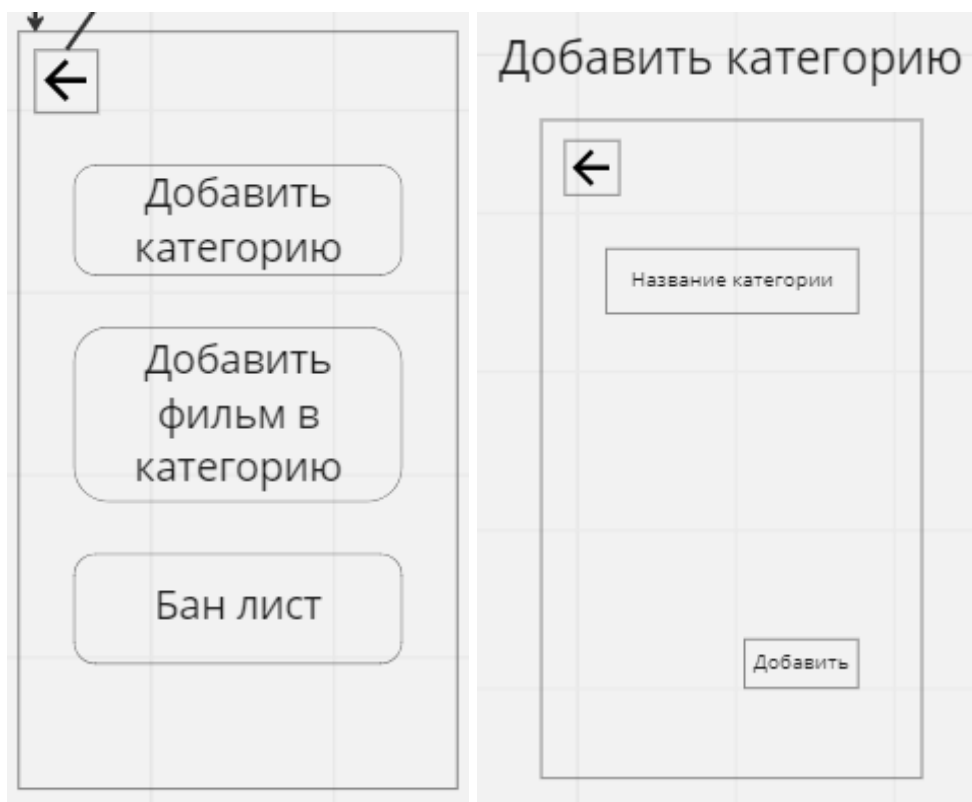 Добавить
категорию
Добавить
фильм в
категорию
Бан лист
Добавить категорию
Название категории
Добавить